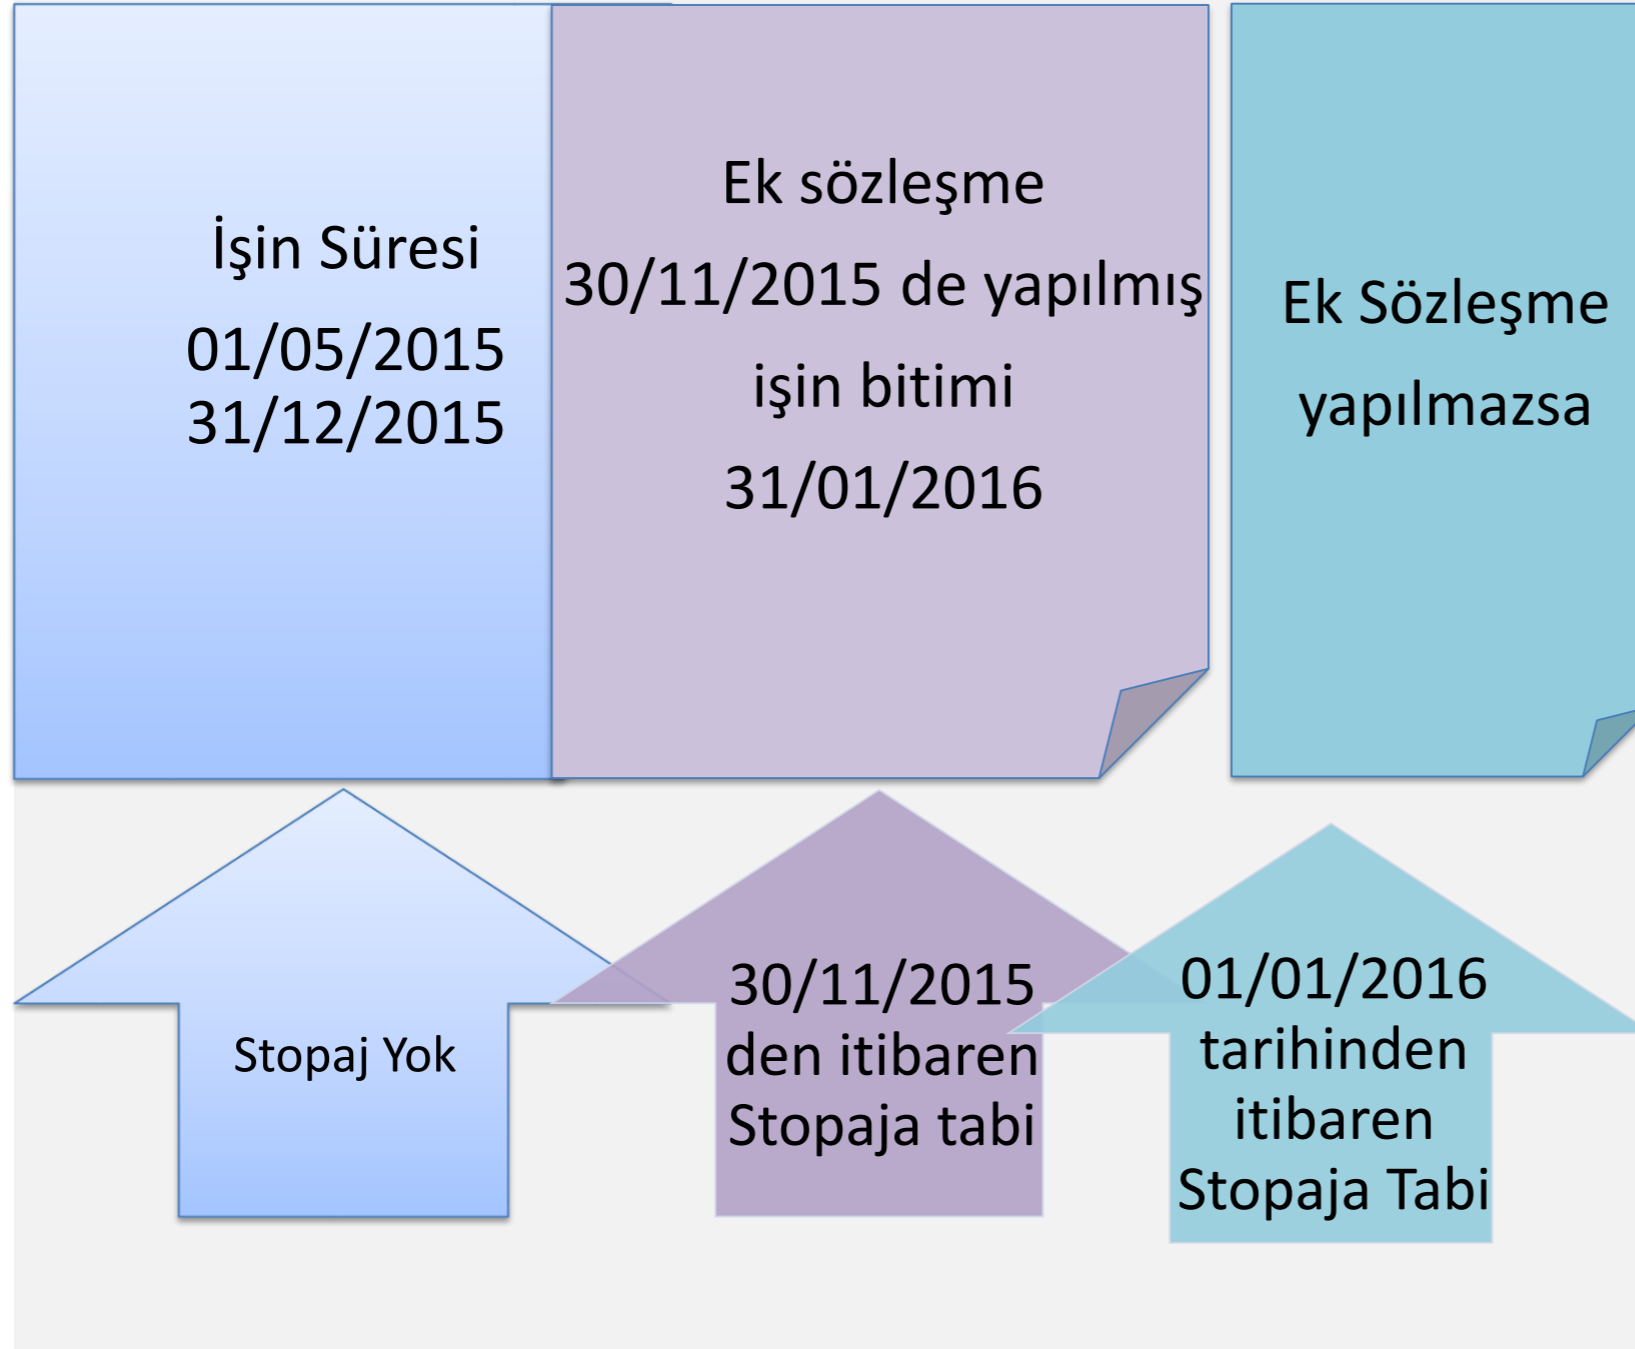 İşin Süresi
01/05/2015
31/12/2015
Ek sözleşme
30/11/2015 de yapılmış
işin bitimi
31/01/2016
Ek Sözleşme
yapılmazsa
Stopaj Yok
30/11/2015
den itibaren
Stopaja tabi
01/01/2016
tarihinden
itibaren
Stopaja Tabi